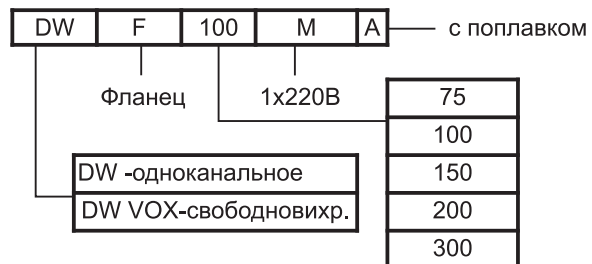 DW F 100 M A с поплавком
Фланец 1x220В
75
100
DW -одноканальное 150
DW VOX-свободновихр. 200
300